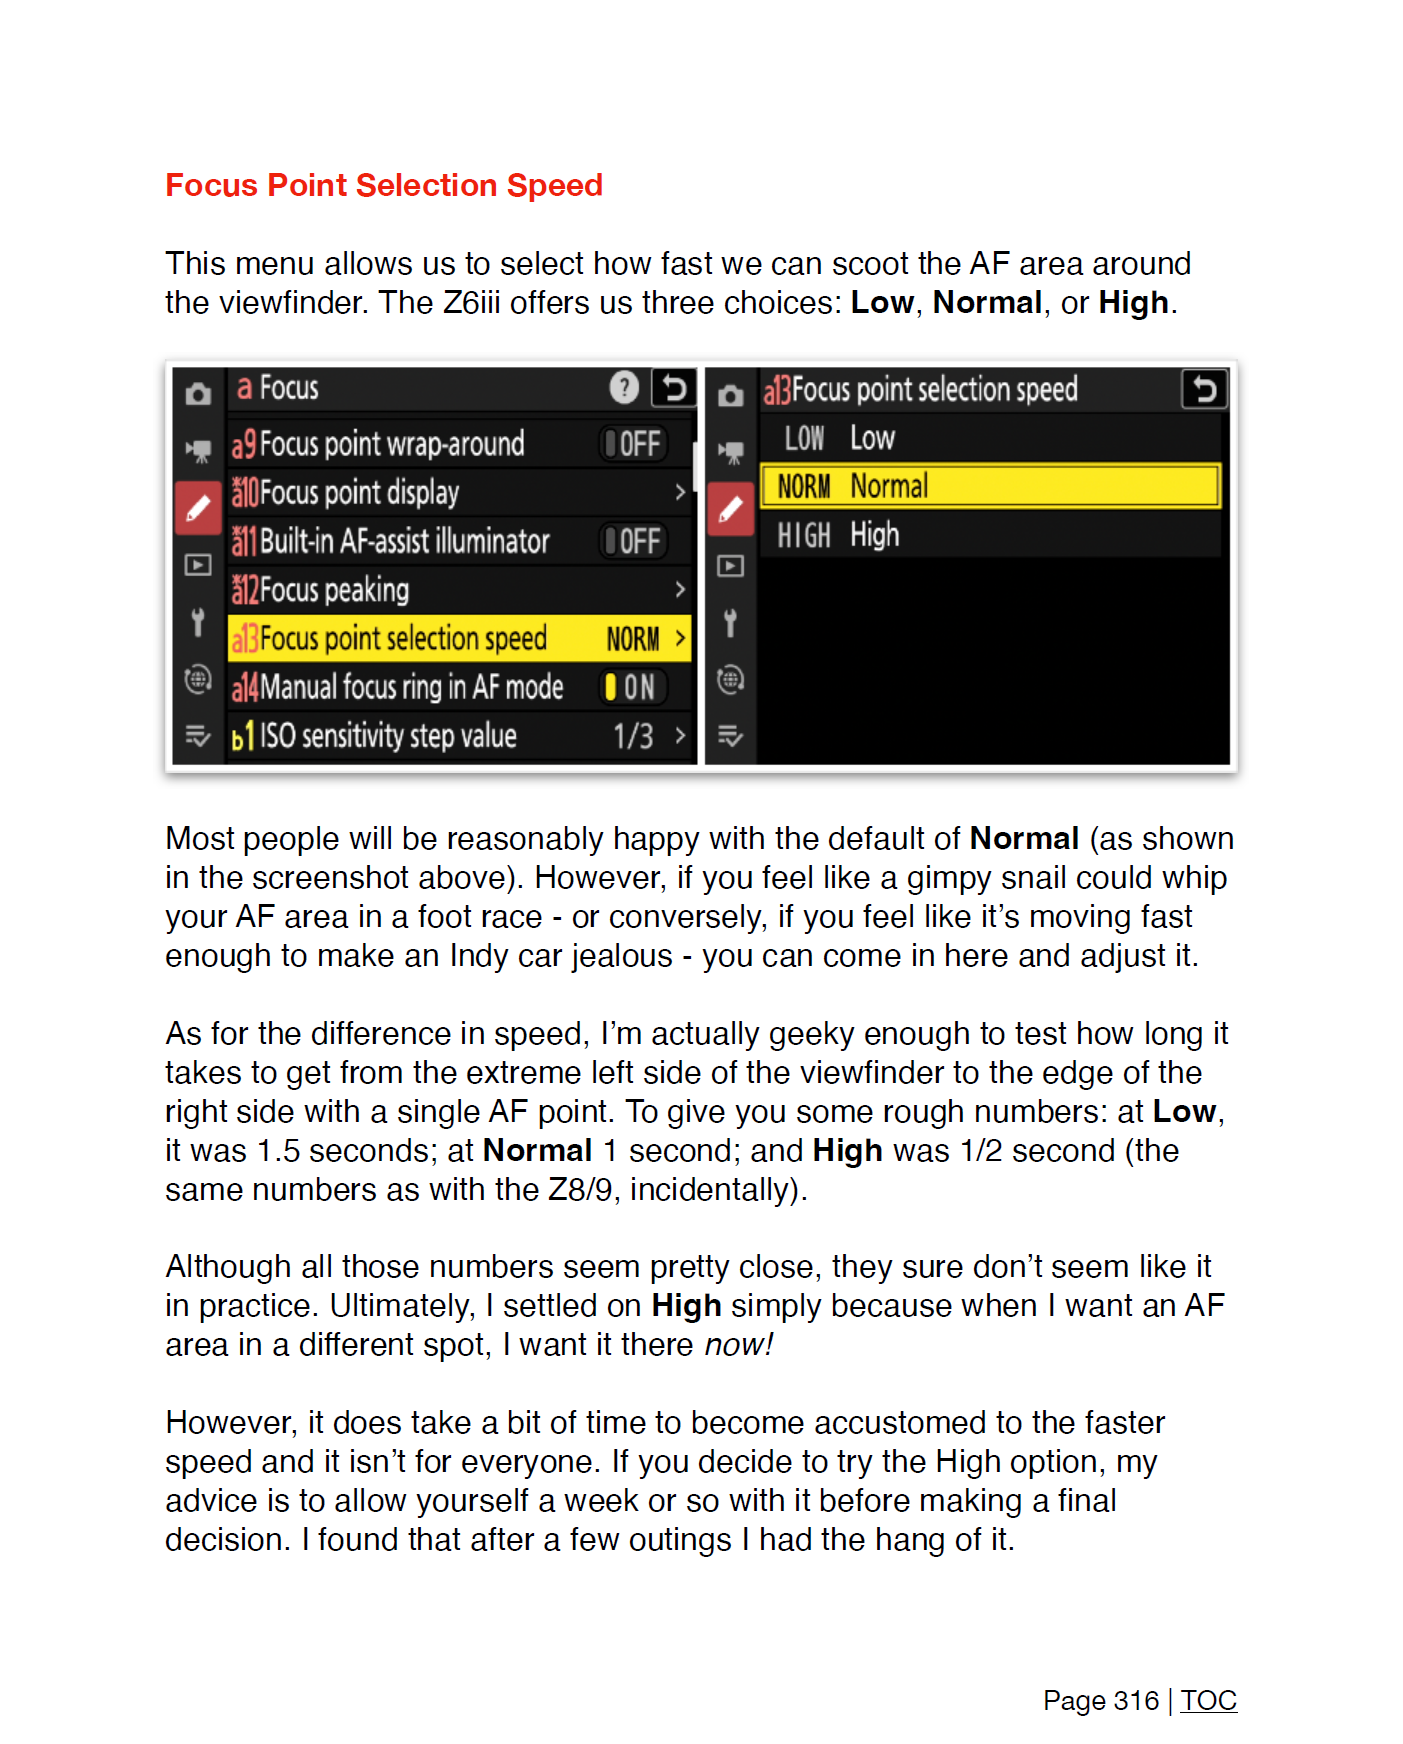 Focus Point Selection Speed
This menu allows us to select how fast we can scoot the AF area around
the viewfinder. The Z6iii offers us three choices: Low, Normal, or High.
a Focus ?
a9 Focus point wrap-around OFF
*a10 Focus point display >
*a11 Built-in AF-assist illuminator OFF
*a12 Focus peaking >
a13 Focus point selection speed NORM >
a14 Manual focus ring in AF mode ON
b1 ISO sensitivity step value 1/3 >
a13 Focus point selection speed
LOW Low
NORM Normal
HIGH High
Most people will be reasonably happy with the default of Normal (as shown
in the screenshot above). However, if you feel like a gimpy snail could whip
your AF area in a foot race - or conversely, if you feel like it’s moving fast
enough to make an Indy car jealous - you can come in here and adjust it.
As for the difference in speed, I’m actually geeky enough to test how long it
takes to get from the extreme left side of the viewfinder to the edge of the
right side with a single AF point. To give you some rough numbers: at Low,
it was 1.5 seconds; at Normal 1 second; and High was 1/2 second (the
same numbers as with the Z8/9, incidentally).
Although all those numbers seem pretty close, they sure don’t seem like it
in practice. Ultimately, I settled on High simply because when I want an AF
area in a different spot, I want it there now!
However, it does take a bit of time to become accustomed to the faster
speed and it isn’t for everyone. If you decide to try the High option, my
advice is to allow yourself a week or so with it before making a final
decision. I found that after a few outings I had the hang of it.
Page 316 | TOC